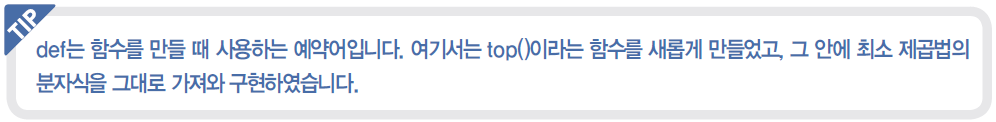 TIP
def는 함수를 만들 때 사용하는 예약어입니다. 여기서는 top()이라는 함수를 새롭게 만들었고, 그 안에 최소 제곱법의
분자식을 그대로 가져와 구현하였습니다.